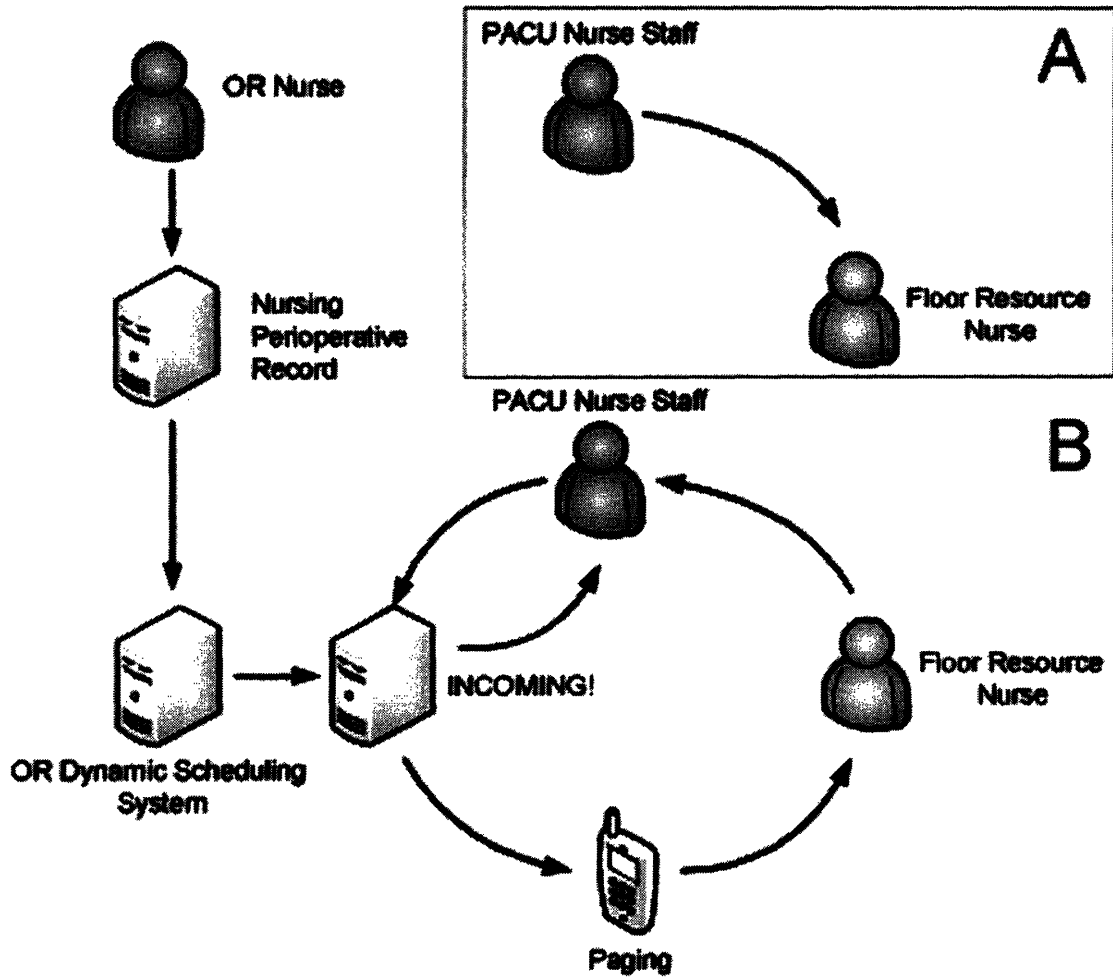 PACU Nurse Staff
A
OR Nurse
Floor Resource
Nurse
Nursing
Perioperative
Record
PACU Nurse Staff
B
INCOMING!
Floor Resource
Nurse
OR Dynamic Scheduling
System
Paging